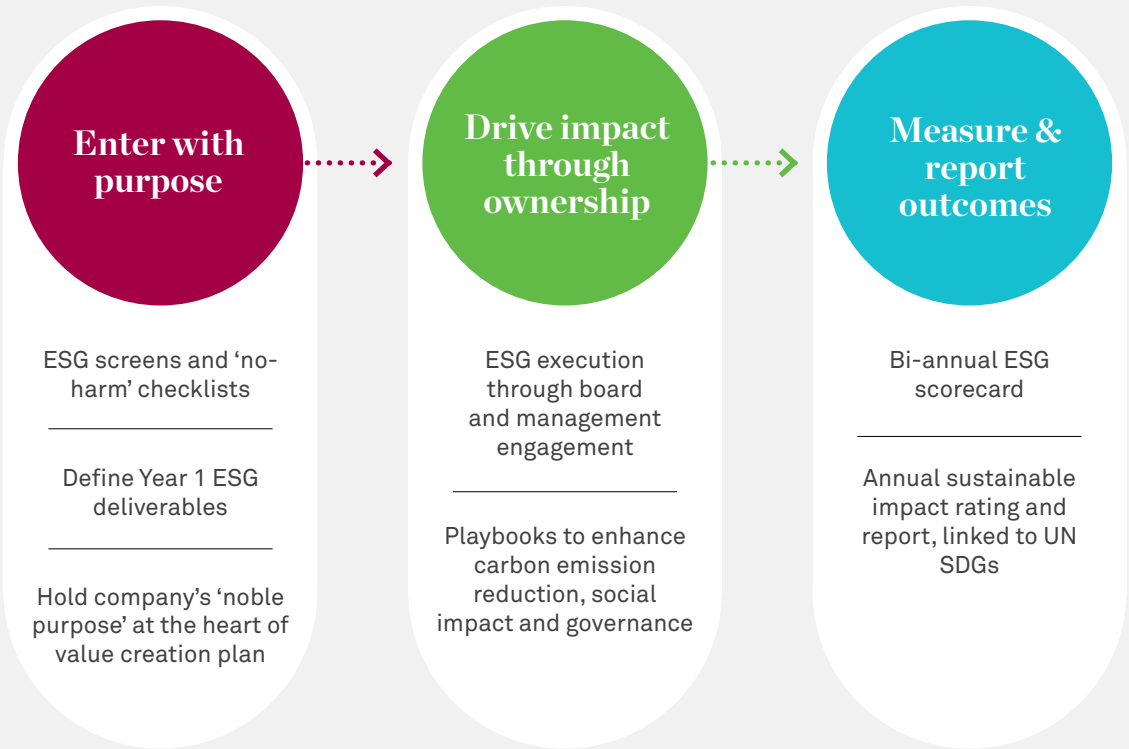 Enter with
purpose
ESG screens and ‘no-
harm’ checklists
Define Year 1 ESG
deliverables
Hold company’s ‘noble
purpose’ at the heart of
value creation plan
Drive impact
through
ownership
ESG execution
through board
and management
engagement
Playbooks to enhance
carbon emission
reduction, social
impact and governance
Measure &
report
outcomes
Bi-annual ESG
scorecard
Annual sustainable
impact rating and
report, linked to UN
SDGs